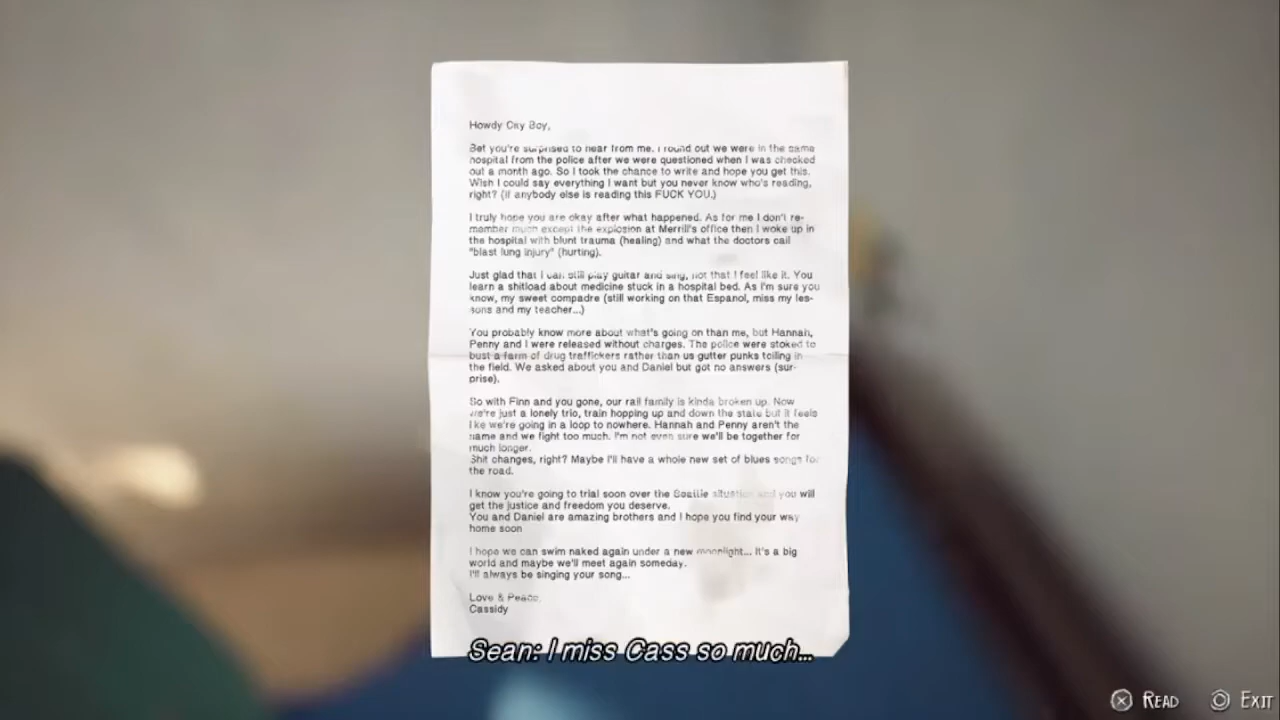 Howdy City Boy,
Bet you're surprised to hear from me. I found out we were in the same
hospital from the police after we were questioned when I was checked
out a month ago. So I took the chance to write and hope you get this.
Wish I could say everything I want but you never know who's reading,
right? (If anybody else is reading this FUCK YOU.)
I truly hope you are okay after what happened. As for me I don't re-
member much except the explosion at Merrill's office then I woke up in
the hospital with blunt trauma (healing) and what the doctors call
"blast lung injury" (hurting).
Just glad that I can still play guitar and sing, not that I feel like it. You
learn a shitload about medicine stuck in a hospital bed. As I'm sure you
know, my sweet compadre (still working on that Espanol, miss my les-
sons and my teacher...)
You probably know more about what's going on than me, but Hannah,
Penny and I were released without charges. The police were stoked to
bust a farm of drug traffickers rather than us gutter punks toiling in
the field. We asked about you and Daniel but got no answers (sur-
prise).
So with Finn and you gone, our rail family is kinda broken up. Now
we're just a lonely trio, train hopping up and down the state but it feels
like we're going in a loop to nowhere. Hannah and Penny aren't the
same and we fight too much. I'm not even sure we'll be together for
much longer.
Shit changes, right? Maybe I'll have a whole new set of blues songs for
the road.
I know you're going to trial soon over the Seattle situation and you will
get the justice and freedom you deserve.
You and Daniel are amazing brothers and I hope you find your way
home soon
I hope we can swim naked again under a new moonlight... It's a big
world and maybe we'll meet again someday.
I'll always be singing your song...
Love & Peace,
Cassidy
Sean: I miss Cass so much...
READ EXIT